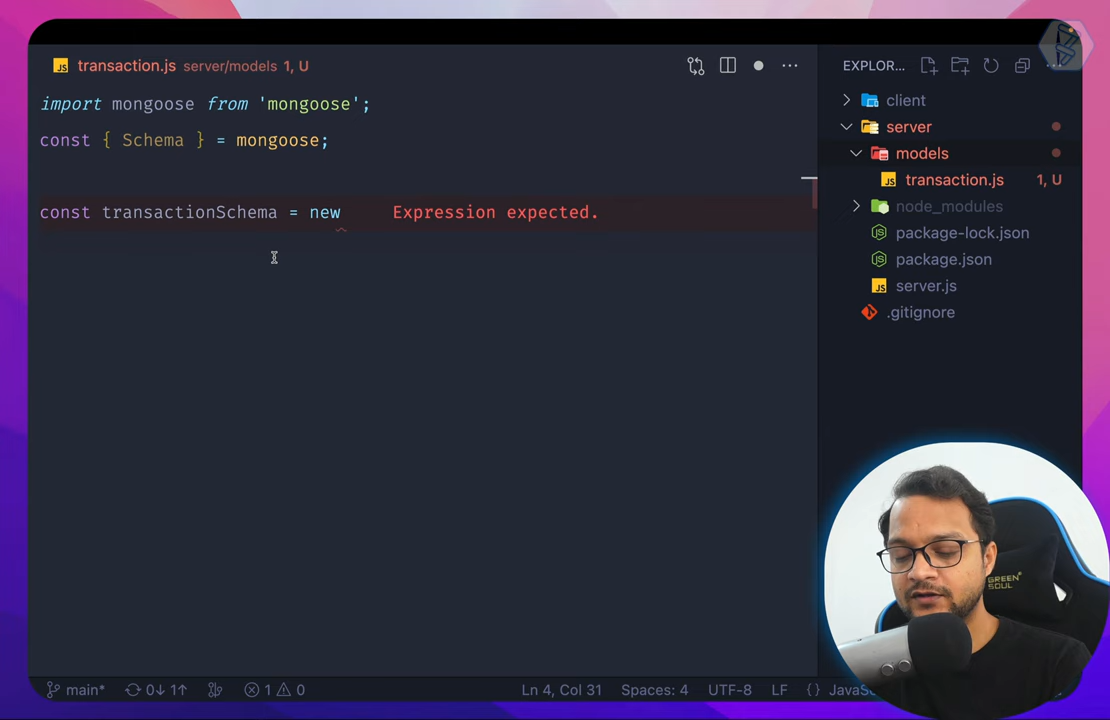 transaction.js server/models 1, U
import mongoose from 'mongoose';
const { Schema } = mongoose;
const transactionSchema = new Expression expected.
EXPLOR...
client
server
models
transaction.js 1, U
node_modules
package-lock.json
package.json
server.js
.gitignore
GREEN
SOUL
main* 0↓ 1↑ 1 0 Ln 4, Col 31 Spaces: 4 UTF-8 LF {} JavaS